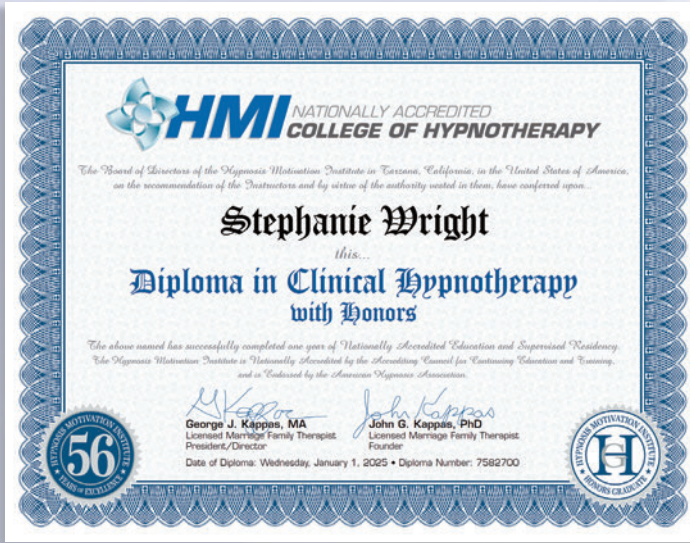 HMI NATIONALLY ACCREDITED
COLLEGE OF HYPNOTHERAPY
The Board of Directors of the Hypnosis Motivation Institute in Tarzana, California, in the United States of America,
on the recommendation of the Instructors and by virtue of the authority vested in them, have conferred upon...
Stephanie Wright
this...
Diploma in Clinical Hypnotherapy
with Honors
The above named has successfully completed one year of Nationally Accredited Education and Supervised Residency.
The Hypnosis Motivation Institute is Nationally Accredited by the Accrediting Council for Continuing Education and Training,
and is Endorsed by the American Hypnosis Association.
G Kappas
John Kappas
George J. Kappas, MA
Licensed Marriage Family Therapist
President/Director
John G. Kappas, PhD
Licensed Marriage Family Therapist
Founder
Date of Diploma: Wednesday, January 1, 2025 • Diploma Number: 7582700
HYPNOSIS MOTIVATION INSTITUTE
56
YEARS OF EXCELLENCE
HYPNOSIS MOTIVATION INSTITUTE
H
HONORS GRADUATE